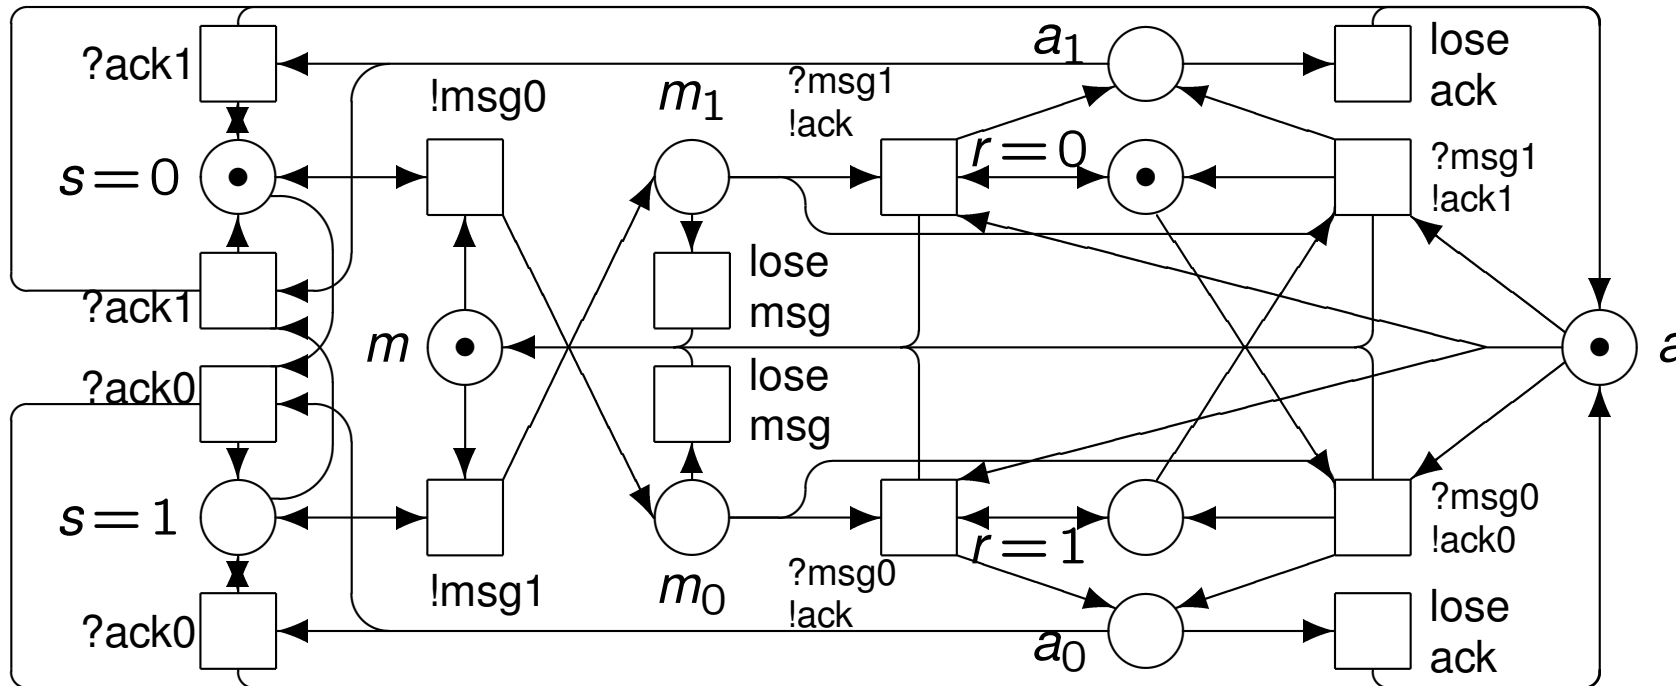 ?ack1
!msg0
m1
?msg1
!ack
a1
lose
ack
s=0
r=0
?msg1
!ack1
?ack1
lose
msg
m
a
?ack0
lose
msg
s=1
r=1
?msg0
!ack0
?ack0
!msg1
m0
?msg0
!ack
a0
lose
ack